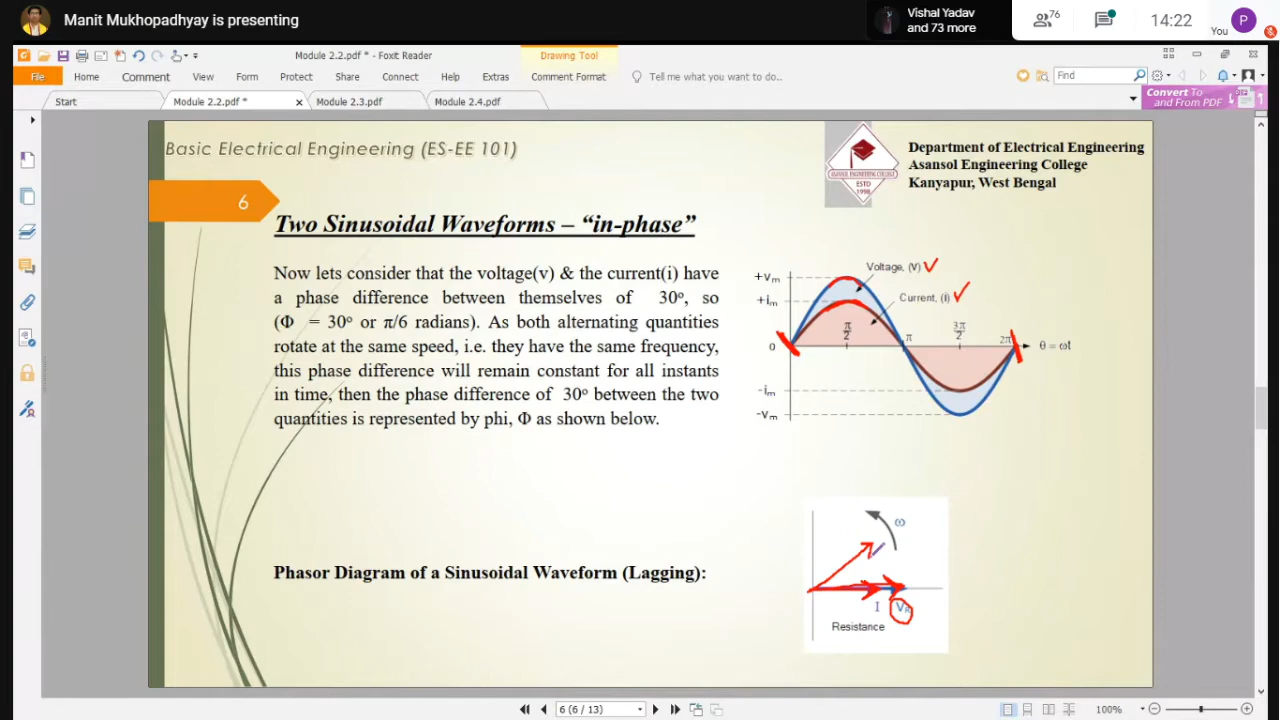 Manit Mukhopadhyay is presenting
Vishal Yadav
and 73 more
76
14:22
You
P
Module 2.2.pdf * - Foxit Reader
Drawing Tool
File
Home
Comment
View
Form
Protect
Share
Connect
Help
Extras
Comment Format
Tell me what you want to do..
Find
Start
Module 2.2.pdf *
Module 2.3.pdf
Module 2.4.pdf
Convert To
and From PDF
Basic Electrical Engineering (ES-EE 101)
ASANSOL ENGINEERING COLLEGE
ESTD
1998
Department of Electrical Engineering
Asansol Engineering College
Kanyapur, West Bengal
6
Two Sinusoidal Waveforms – “in-phase”
Now lets consider that the voltage(v) & the current(i) have
a phase difference between themselves of 30º, so
(Φ = 30º or π/6 radians). As both alternating quantities
rotate at the same speed, i.e. they have the same frequency,
this phase difference will remain constant for all instants
in time, then the phase difference of 30º between the two
quantities is represented by phi, Φ as shown below.
Voltage, (V)
Current, (I)
+Vm
+Im
0
-Im
-Vm
π/2
π
3π/2
2π
θ = ωt
Phasor Diagram of a Sinusoidal Waveform (Lagging):
ω
I
VR
Resistance
6 (6 / 13)
100%